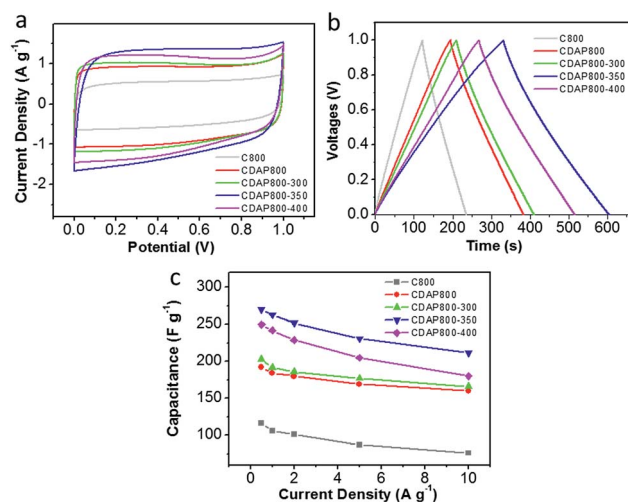 a
Current Density (A g⁻¹)
2
1
0
-1
-2
0.0 0.2 0.4 0.6 0.8 1.0
Potential (V)
C800
CDAP800
CDAP800-300
CDAP800-350
CDAP800-400
b
Voltages (V)
1.0
0.8
0.6
0.4
0.2
0.0
0 100 200 300 400 500 600
Time (s)
C800
CDAP800
CDAP800-300
CDAP800-350
CDAP800-400
c
Capacitance (F g⁻¹)
300
250
200
150
100
0 2 4 6 8 10
Current Density (A g⁻¹)
C800
CDAP800
CDAP800-300
CDAP800-350
CDAP800-400